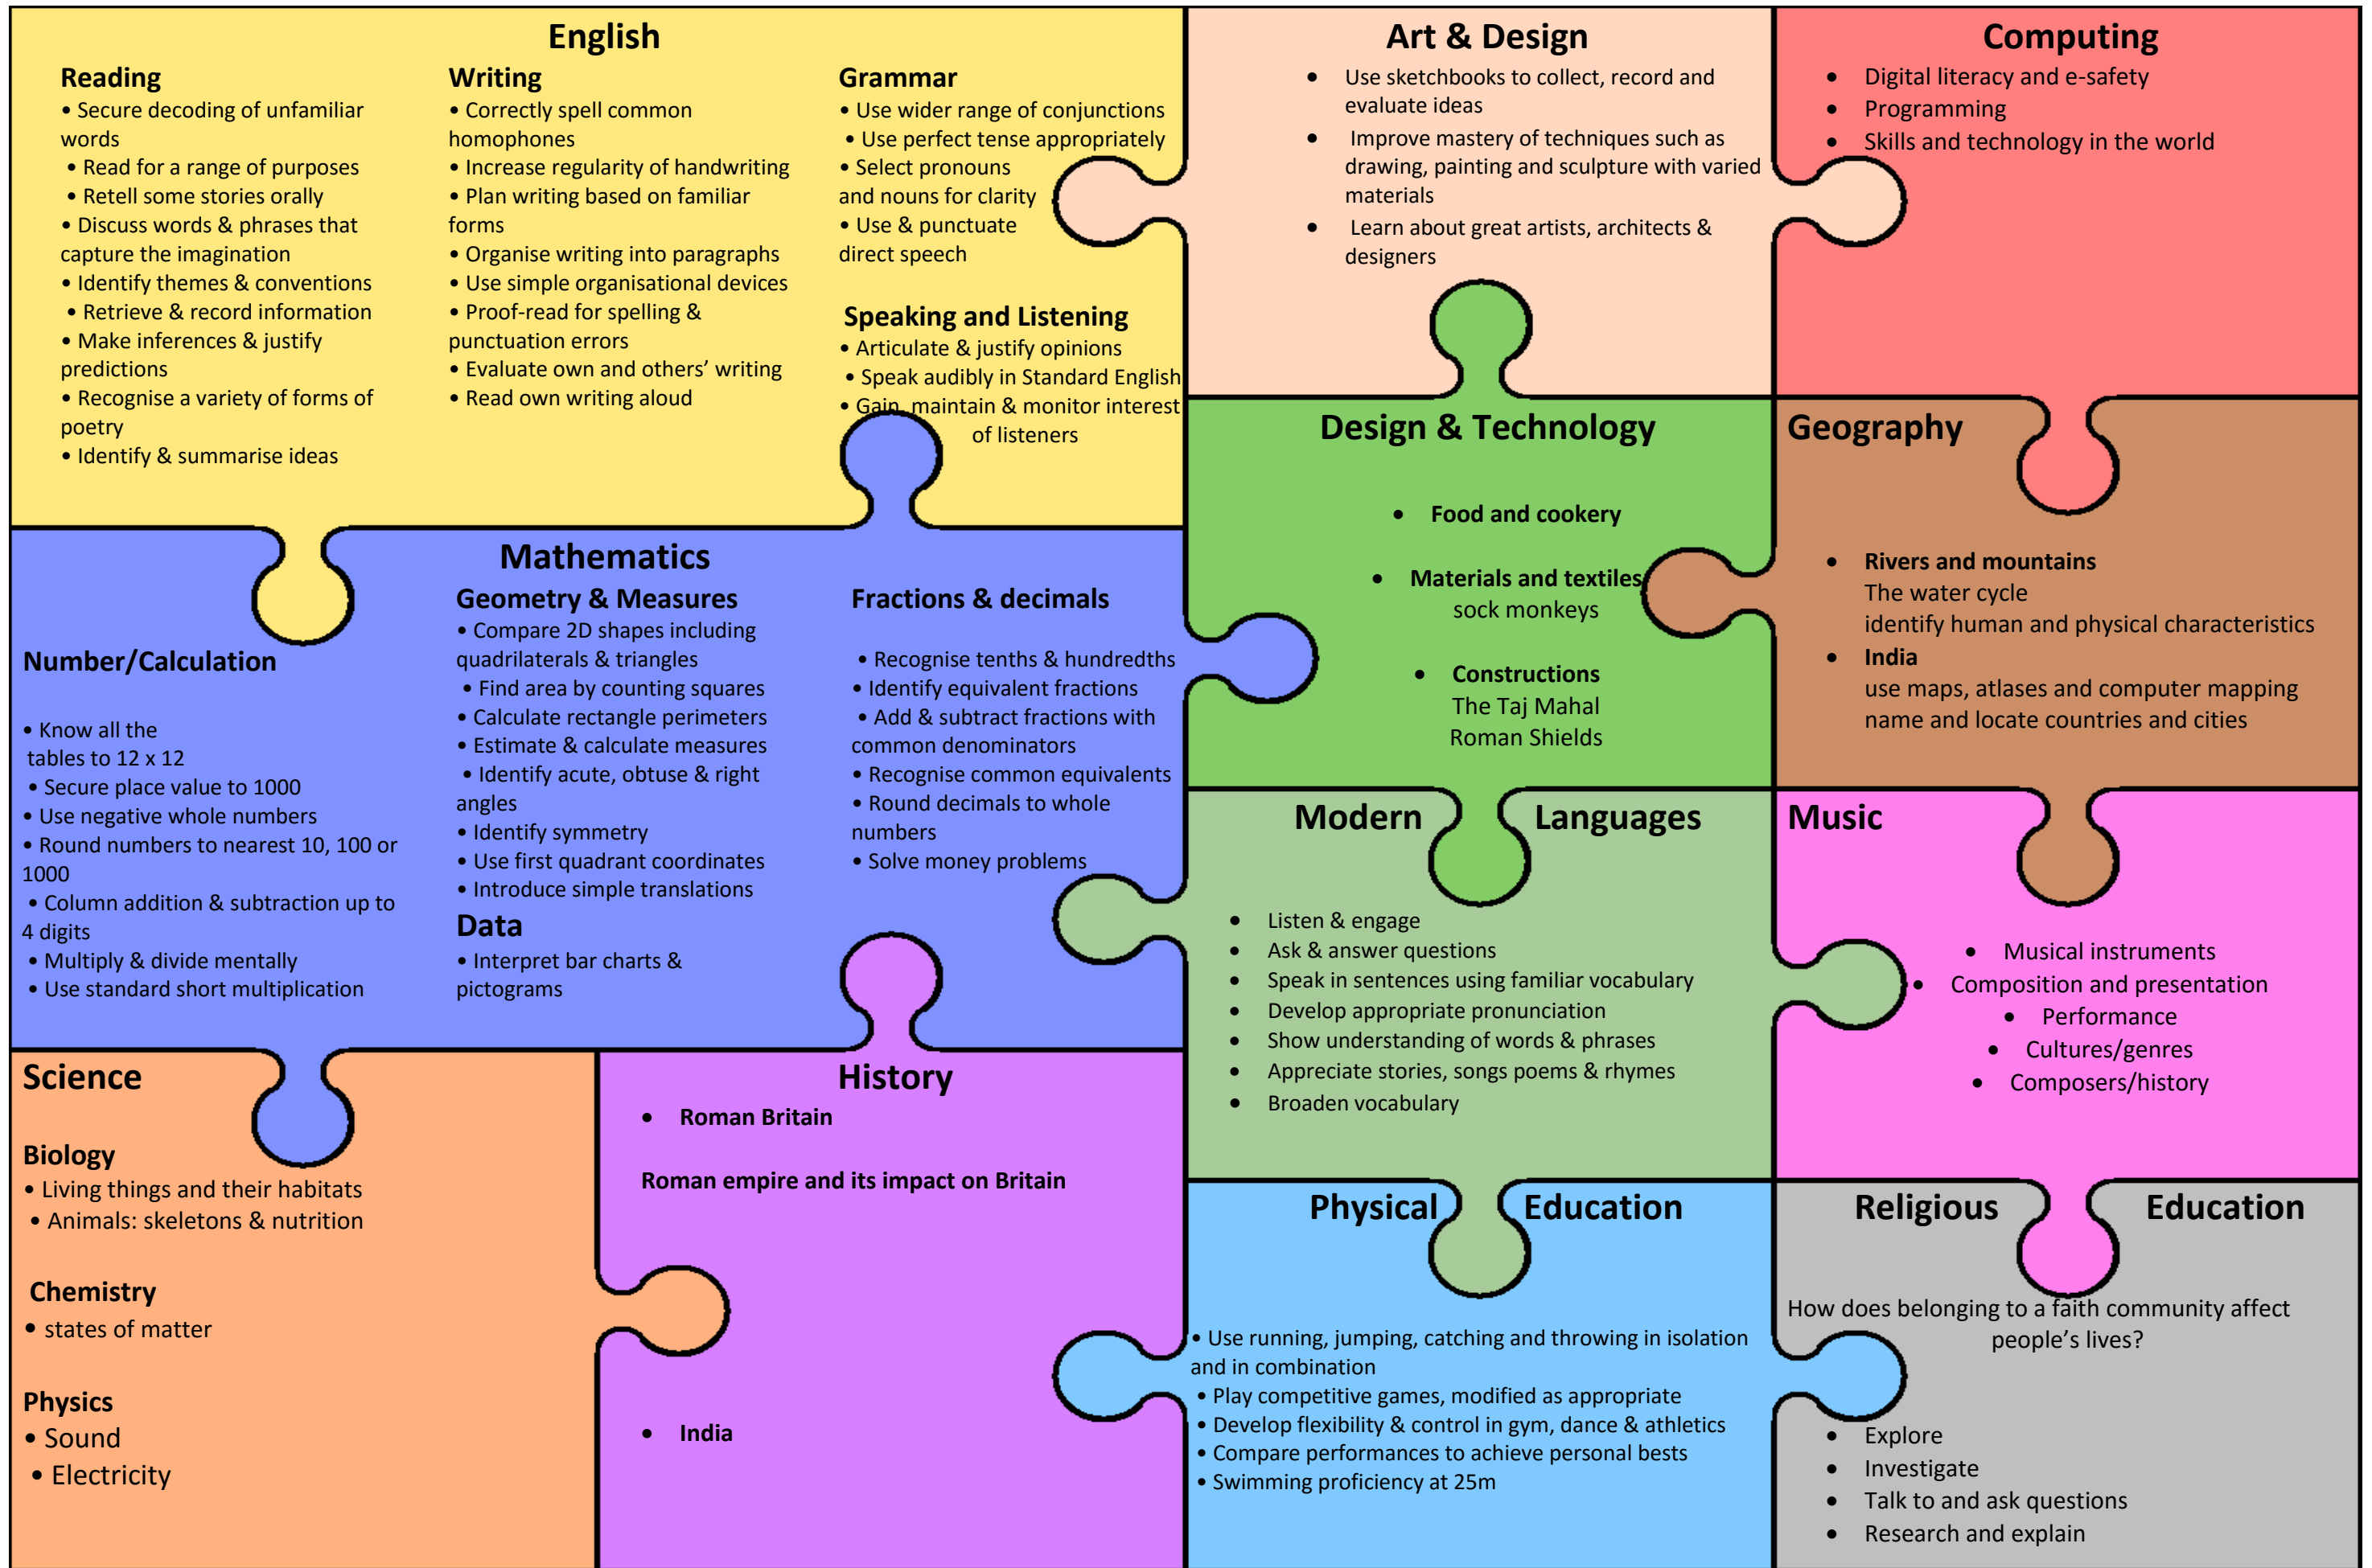 English
Reading
• Secure decoding of unfamiliar
words
• Read for a range of purposes
• Retell some stories orally
• Discuss words & phrases that
capture the imagination
• Identify themes & conventions
• Retrieve & record information
• Make inferences & justify
predictions
• Recognise a variety of forms of
poetry
• Identify & summarise ideas
Writing
• Correctly spell common
homophones
• Increase regularity of handwriting
• Plan writing based on familiar
forms
• Organise writing into paragraphs
• Use simple organisational devices
• Proof-read for spelling &
punctuation errors
• Evaluate own and others’ writing
• Read own writing aloud
Grammar
• Use wider range of conjunctions
• Use perfect tense appropriately
• Select pronouns
and nouns for clarity
• Use & punctuate
direct speech
Speaking and Listening
• Articulate & justify opinions
• Speak audibly in Standard English
• Gain, maintain & monitor interest
of listeners
Art & Design
• Use sketchbooks to collect, record and
evaluate ideas
• Improve mastery of techniques such as
drawing, painting and sculpture with varied
materials
• Learn about great artists, architects &
designers
Computing
• Digital literacy and e-safety
• Programming
• Skills and technology in the world
Mathematics
Number/Calculation
• Know all the
tables to 12 x 12
• Secure place value to 1000
• Use negative whole numbers
• Round numbers to nearest 10, 100 or
1000
• Column addition & subtraction up to
4 digits
• Multiply & divide mentally
• Use standard short multiplication
Geometry & Measures
• Compare 2D shapes including
quadrilaterals & triangles
• Find area by counting squares
• Calculate rectangle perimeters
• Estimate & calculate measures
• Identify acute, obtuse & right
angles
• Identify symmetry
• Use first quadrant coordinates
• Introduce simple translations
Data
• Interpret bar charts &
pictograms
Fractions & decimals
• Recognise tenths & hundredths
• Identify equivalent fractions
• Add & subtract fractions with
common denominators
• Recognise common equivalents
• Round decimals to whole
numbers
• Solve money problems
Design & Technology
• Food and cookery
• Materials and textiles
sock monkeys
• Constructions
The Taj Mahal
Roman Shields
Geography
• Rivers and mountains
The water cycle
identify human and physical characteristics
• India
use maps, atlases and computer mapping
name and locate countries and cities
Modern Languages
• Listen & engage
• Ask & answer questions
• Speak in sentences using familiar vocabulary
• Develop appropriate pronunciation
• Show understanding of words & phrases
• Appreciate stories, songs poems & rhymes
• Broaden vocabulary
Music
• Musical instruments
• Composition and presentation
• Performance
• Cultures/genres
• Composers/history
Science
Biology
• Living things and their habitats
• Animals: skeletons & nutrition
Chemistry
• states of matter
Physics
• Sound
• Electricity
History
• Roman Britain
Roman empire and its impact on Britain
• India
Physical Education
• Use running, jumping, catching and throwing in isolation
and in combination
• Play competitive games, modified as appropriate
• Develop flexibility & control in gym, dance & athletics
• Compare performances to achieve personal bests
• Swimming proficiency at 25m
Religious Education
How does belonging to a faith community affect
people’s lives?
• Explore
• Investigate
• Talk to and ask questions
• Research and explain